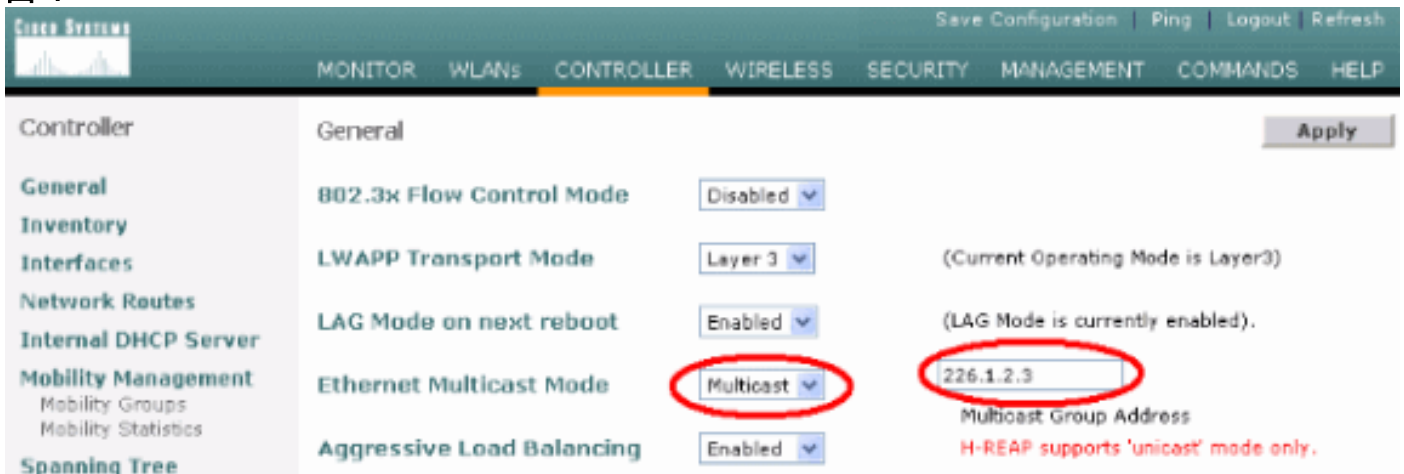 CISCO SYSTEMS
Save Configuration | Ping | Logout | Refresh
MONITOR WLANs CONTROLLER WIRELESS SECURITY MANAGEMENT COMMANDS HELP
Controller
General
Inventory
Interfaces
Network Routes
Internal DHCP Server
Mobility Management
Mobility Groups
Mobility Statistics
Spanning Tree
General
Apply
802.3x Flow Control Mode Disabled
LWAPP Transport Mode Layer 3 (Current Operating Mode is Layer3)
LAG Mode on next reboot Enabled (LAG Mode is currently enabled).
Ethernet Multicast Mode Multicast 226.1.2.3
Multicast Group Address
Aggressive Load Balancing Enabled H-REAP supports 'unicast' mode only.